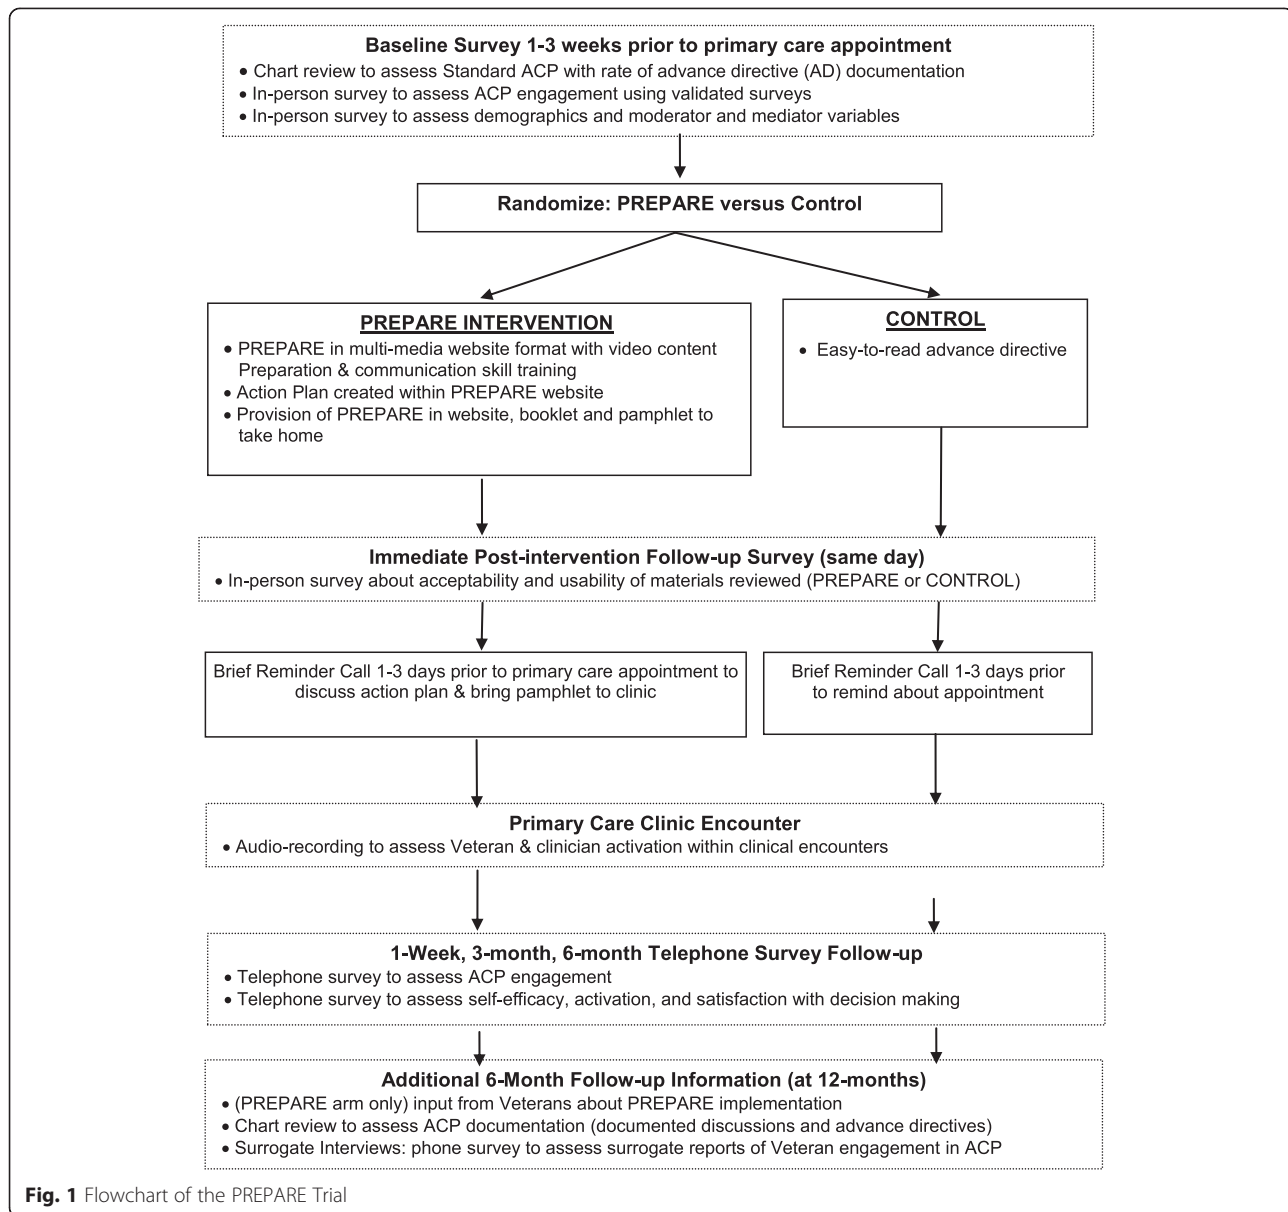 Baseline Survey 1-3 weeks prior to primary care appointment
• Chart review to assess Standard ACP with rate of advance directive (AD) documentation
• In-person survey to assess ACP engagement using validated surveys
• In-person survey to assess demographics and moderator and mediator variables
Randomize: PREPARE versus Control
PREPARE INTERVENTION
• PREPARE in multi-media website format with video content
Preparation & communication skill training
• Action Plan created within PREPARE website
• Provision of PREPARE in website, booklet and pamphlet to
take home
CONTROL
• Easy-to-read advance directive
Immediate Post-intervention Follow-up Survey (same day)
• In-person survey about acceptability and usability of materials reviewed (PREPARE or CONTROL)
Brief Reminder Call 1-3 days prior to primary care appointment to
discuss action plan & bring pamphlet to clinic
Brief Reminder Call 1-3 days prior
to remind about appointment
Primary Care Clinic Encounter
• Audio-recording to assess Veteran & clinician activation within clinical encounters
1-Week, 3-month, 6-month Telephone Survey Follow-up
• Telephone survey to assess ACP engagement
• Telephone survey to assess self-efficacy, activation, and satisfaction with decision making
Additional 6-Month Follow-up Information (at 12-months)
• (PREPARE arm only) input from Veterans about PREPARE implementation
• Chart review to assess ACP documentation (documented discussions and advance directives)
• Surrogate Interviews: phone survey to assess surrogate reports of Veteran engagement in ACP
Fig. 1 Flowchart of the PREPARE Trial